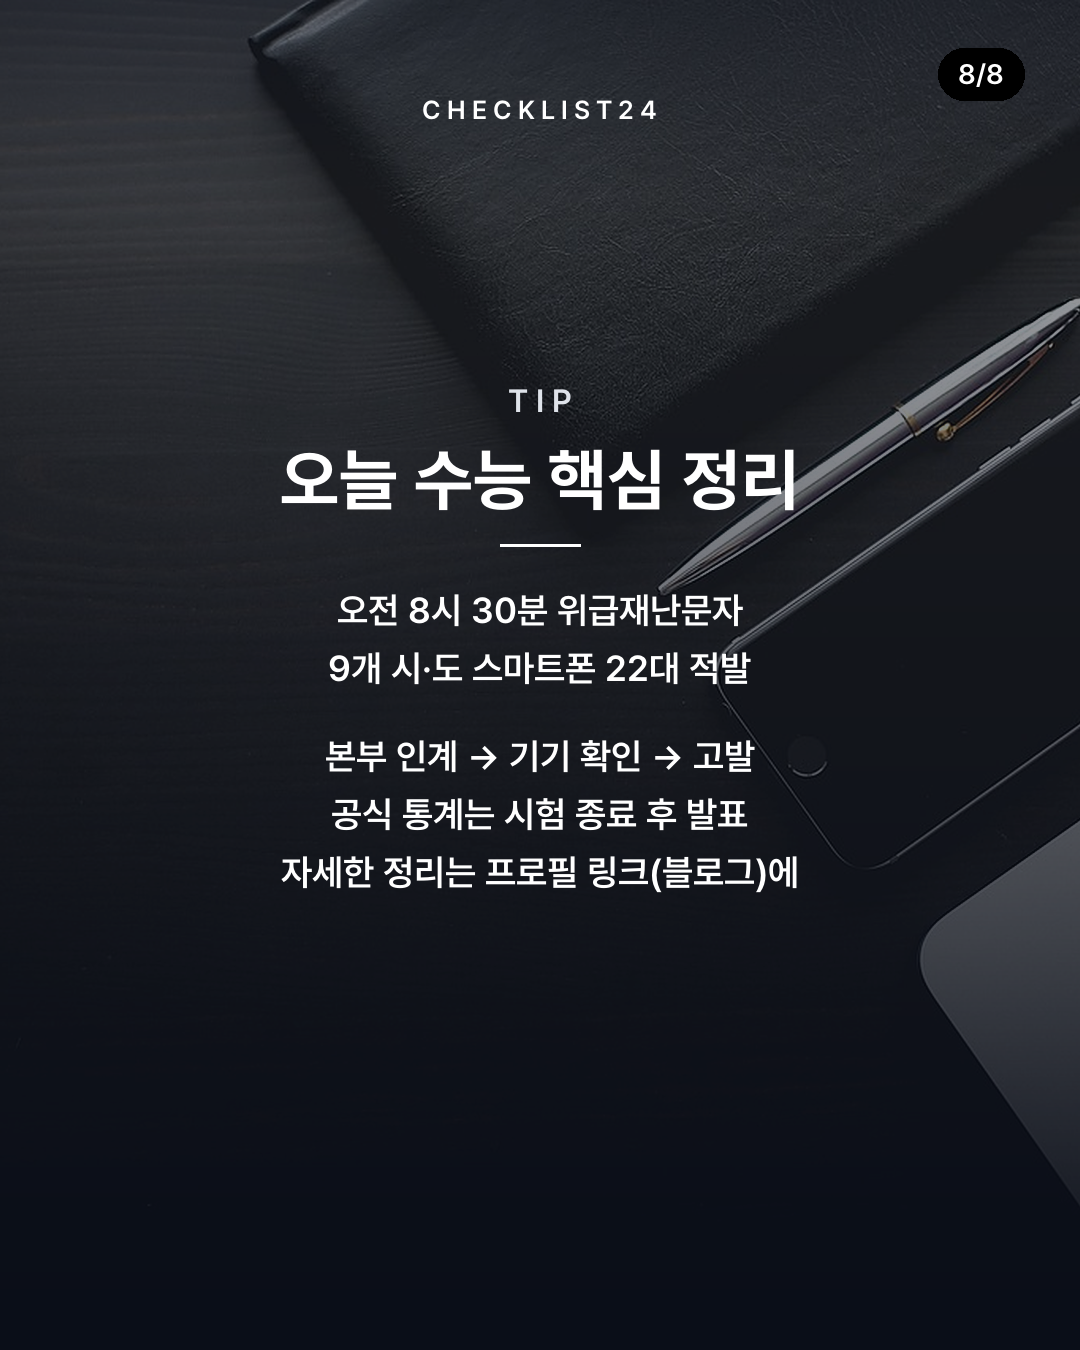 8/8
CHECKLIST24
TIP
오늘 수능 핵심 정리
오전 8시 30분 위급재난문자
9개 시·도 스마트폰 22대 적발
본부 인계 → 기기 확인 → 고발
공식 통계는 시험 종료 후 발표
자세한 정리는 프로필 링크(블로그)에